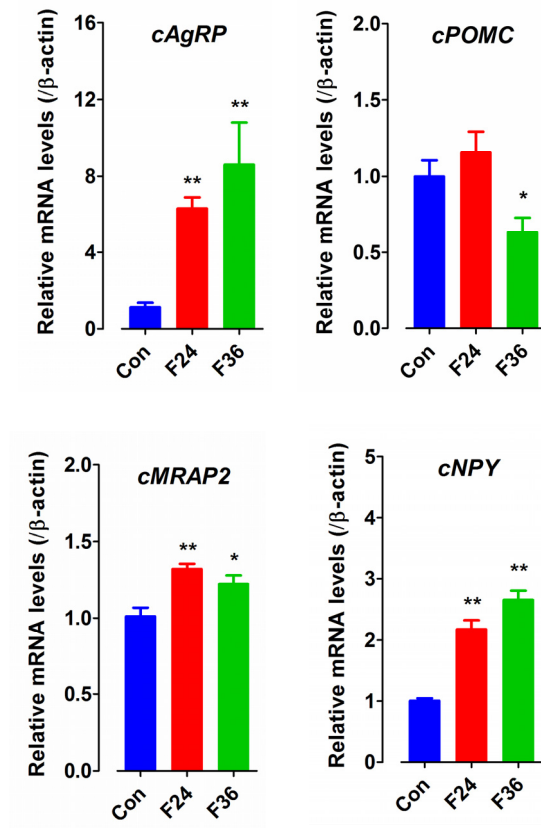 cAgRP
Relative mRNA levels (/β-actin)
16
12
8
4
0
**
**
Con
F24
F36
cPOMC
Relative mRNA levels (/β-actin)
2.0
1.5
1.0
0.5
0.0
*
Con
F24
F36
cMRAP2
Relative mRNA levels (/β-actin)
2.0
1.5
1.0
0.5
0.0
**
*
Con
F24
F36
cNPY
Relative mRNA levels (/β-actin)
5
4
3
2
1
0
**
**
Con
F24
F36